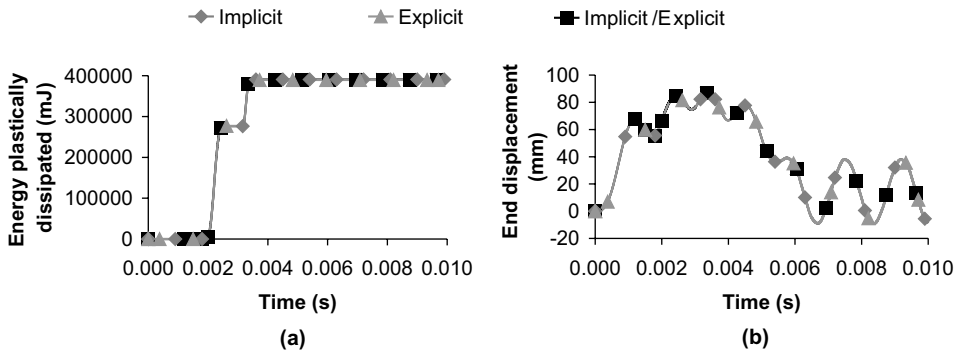 Implicit Explicit Implicit /Explicit
Energy plastically
dissipated (mJ)
400000
300000
200000
100000
0
0.000 0.002 0.004 0.006 0.008 0.010
Time (s)
(a)
End displacement
(mm)
100
80
60
40
20
0
-20
0.000 0.002 0.004 0.006 0.008 0.010
Time (s)
(b)